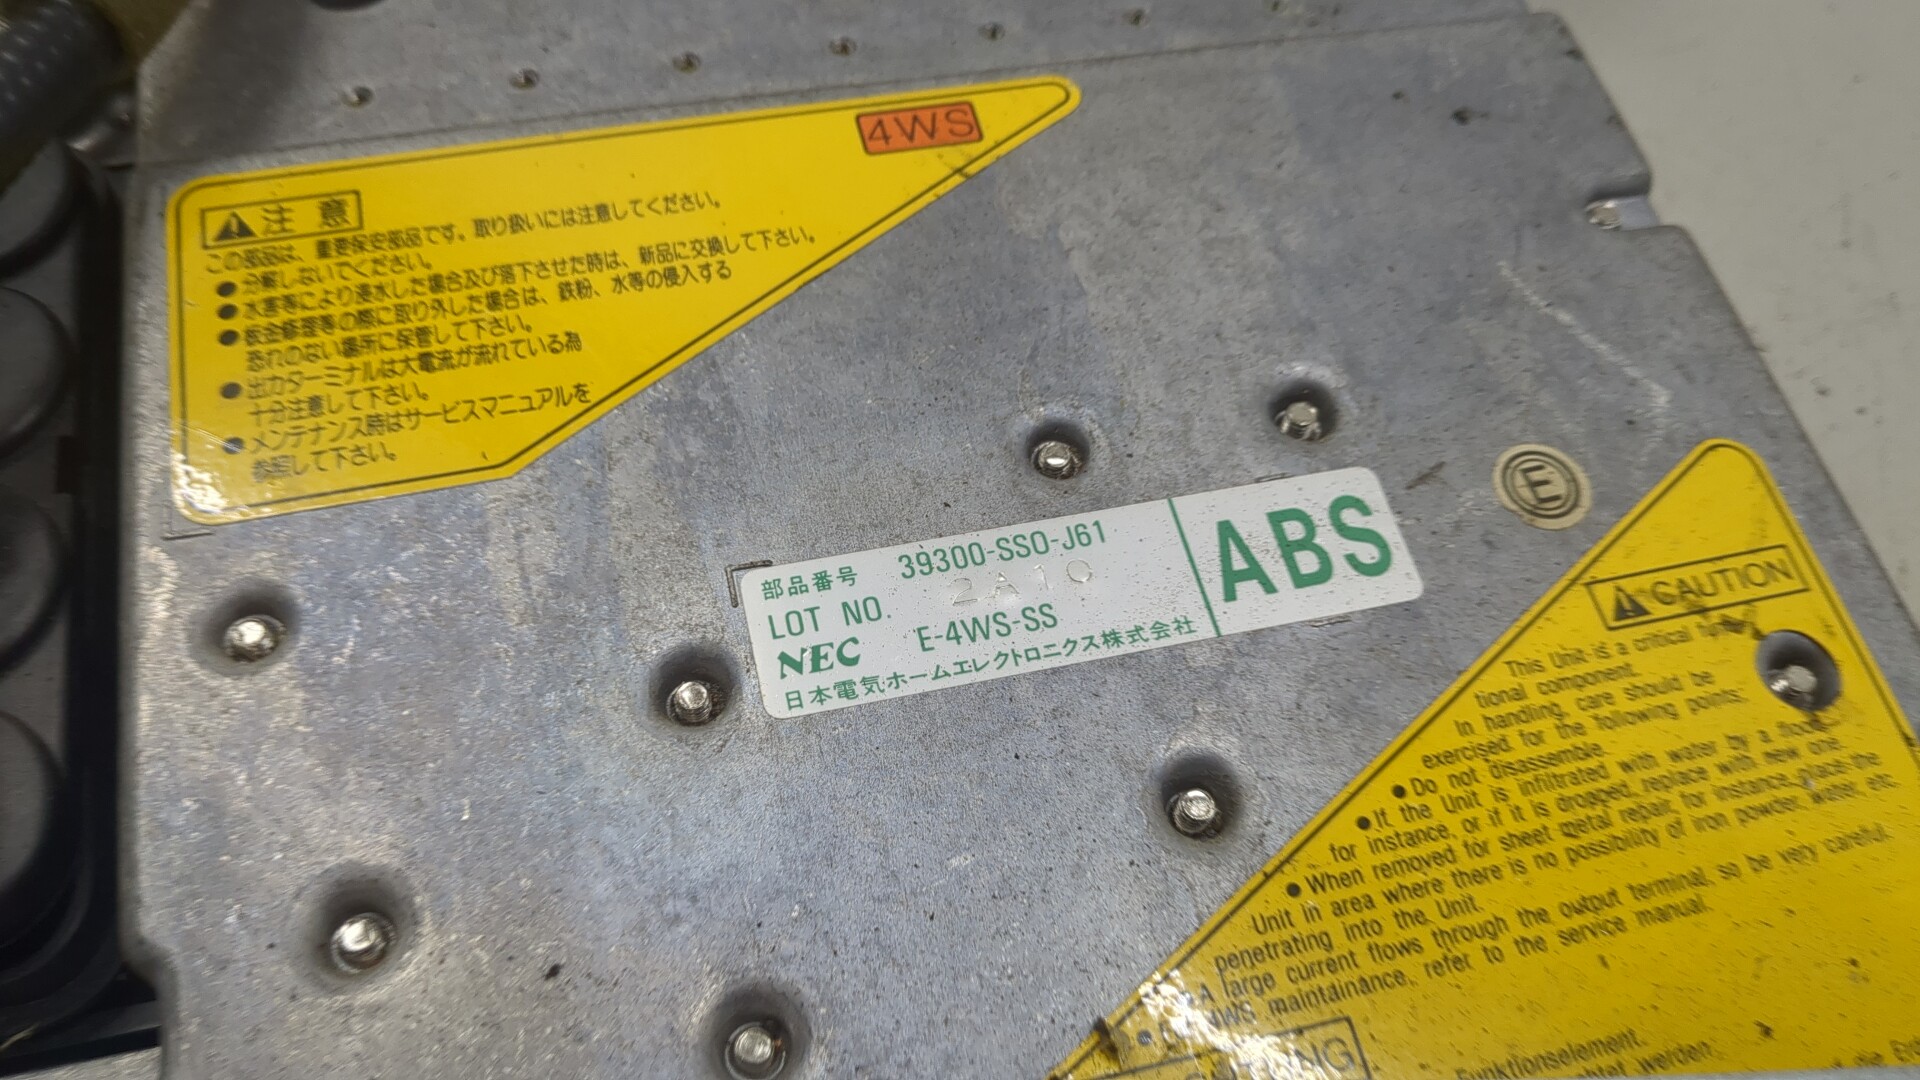 4WS
注 意
この部品は、重要保安部品です。取り扱いには注意してください。
● 分解しないでください。
● 水害等により浸水した場合及び落下させた時は、新品に交換して下さい。
● 板金修理等の際に取り外した場合は、鉄粉、水等の侵入する
恐れのない場所に保管して下さい。
● 出力ターミナルは大電流が流れている為
十分注意して下さい。
● メンテナンス時はサービスマニュアルを
参照して下さい。
部品番号 39300-SS0-J61
LOT NO. 2A10
NEC E-4WS-SS
日本電気ホームエレクトロニクス株式会社
ABS
E
CAUTION
This Unit is a critical
tional component.
In handling, care should be
exercised for the following points:
● Do not disassemble.
● If the Unit is infiltrated with water by a
for instance, or if it is dropped, replace with new one.
● When removed for sheet metal repair, for instance, place the
Unit in area where there is no possibility of iron powder, water, etc
penetrating into the Unit.
A large current flows through the output terminal, so be very careful.
4WS maintainance, refer to the service manual.
Funktionselement.
werden.